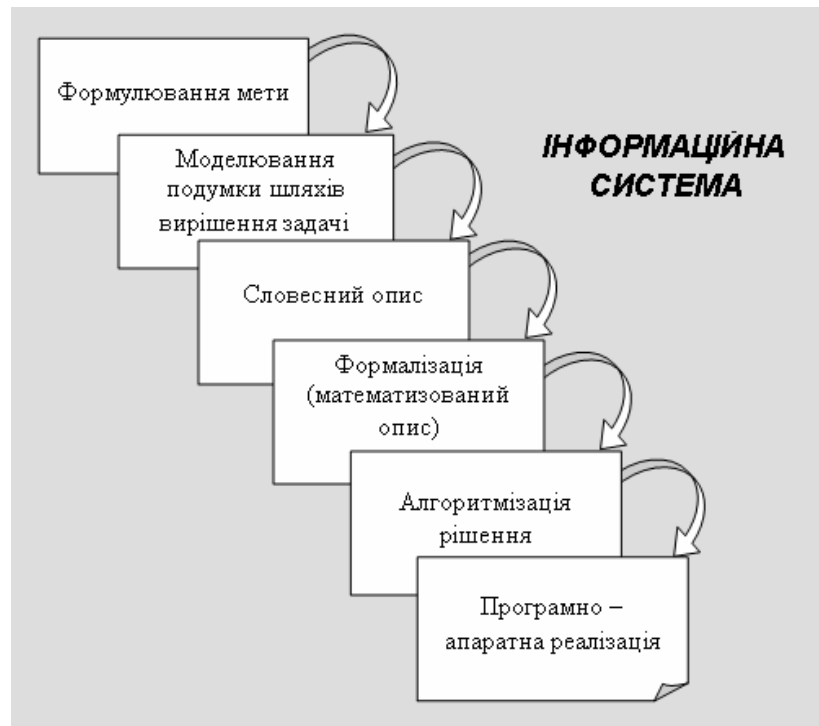 Формулювання мети
ІНФОРМАЦІЙНА
СИСТЕМА
Моделювання
подумки шляхів
вирішення задачі
Словесний опис
Формалізація
(математизований
опис)
Алгоритмізація
рішення
Програмно –
апаратна реалізація